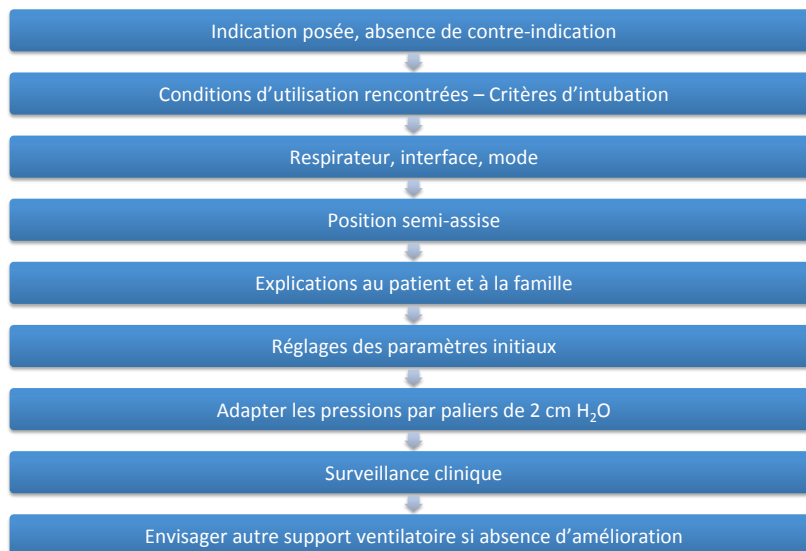 Indication posée, absence de contre-indication
Conditions d’utilisation rencontrées – Critères d’intubation
Respirateur, interface, mode
Position semi-assise
Explications au patient et à la famille
Réglages des paramètres initiaux
Adapter les pressions par paliers de 2 cm H₂O
Surveillance clinique
Envisager autre support ventilatoire si absence d’amélioration